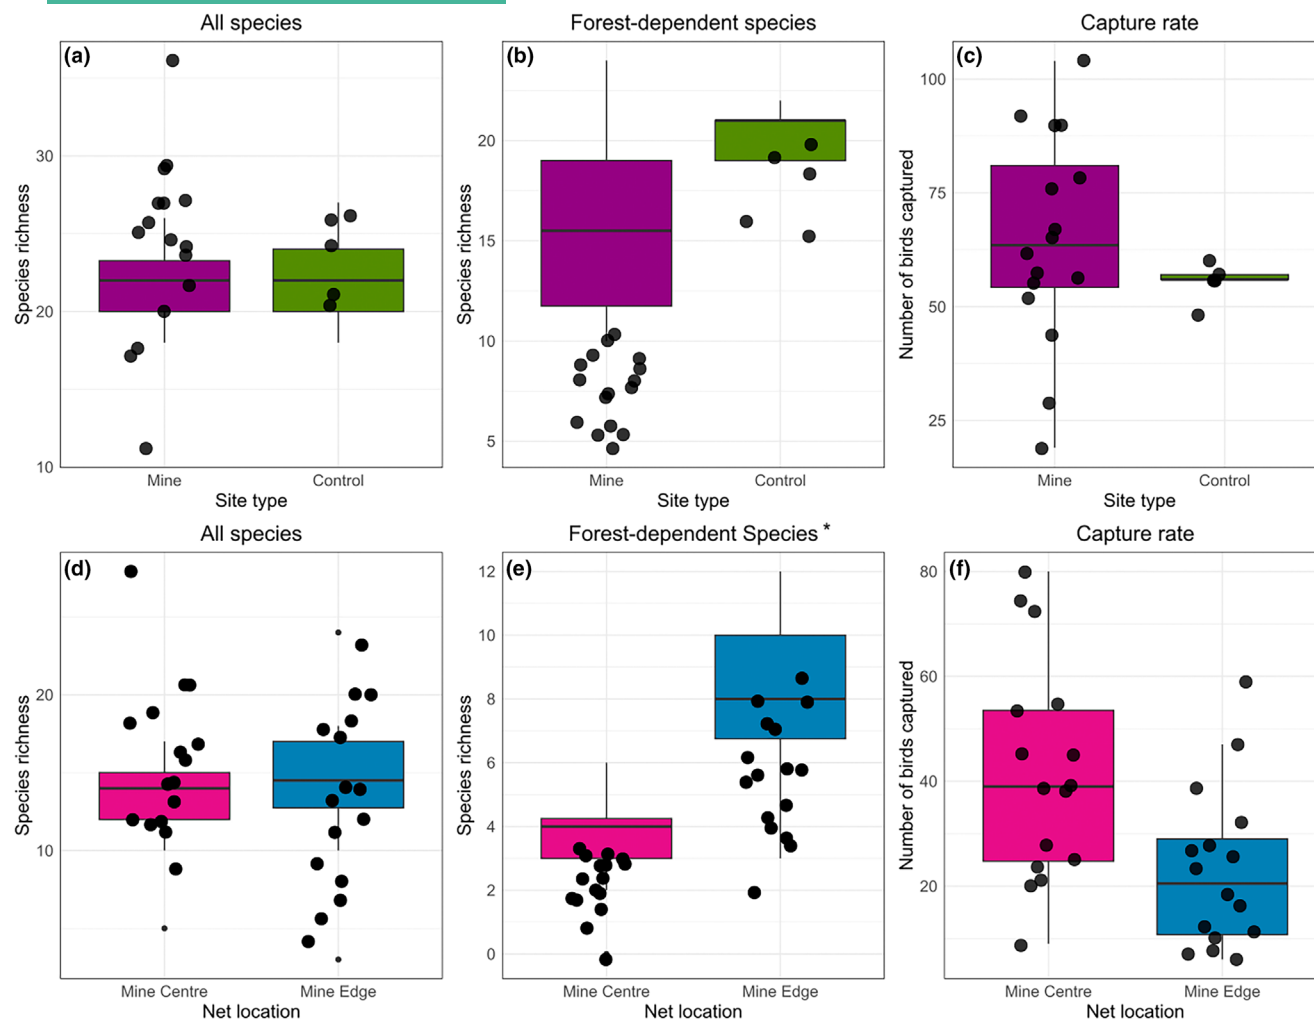 All species
Forest-dependent species
Capture rate
(a)
(b)
(c)
Species richness
30
20
10
Mine
Control
Site type
Species richness
20
15
10
5
Mine
Control
Site type
Number of birds captured
100
75
50
25
Mine
Control
Site type
All species
Forest-dependent Species *
Capture rate
(d)
(e)
(f)
Species richness
20
10
Mine Centre
Mine Edge
Net location
Species richness
12
10
8
6
4
2
0
Mine Centre
Mine Edge
Net location
Number of birds captured
80
60
40
20
Mine Centre
Mine Edge
Net location